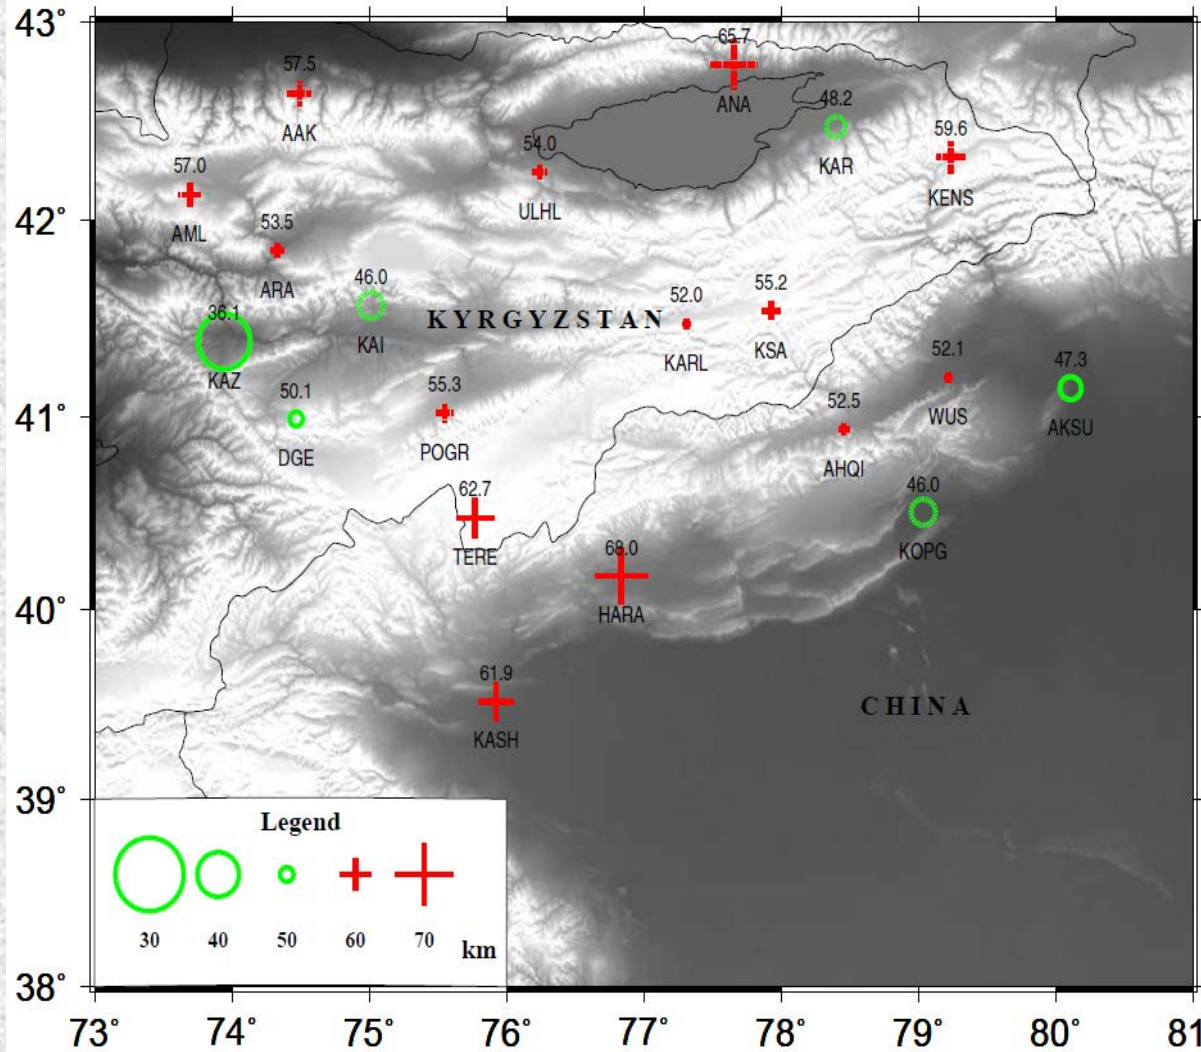 43°
65.7
57.5
ANA
48.2
AAK
59.6
54.0
57.0
KAR
KENS
ULHL
42°
53.5
AML
ARA
46.0
55.2
52.0
36.1
KYRGYZSTAN
KAI
KSA
KARL
52.1
47.3
KAZ
50.1
55.3
52.5
41°
WUS
AKSU
DGE
POGR
AHQI
62.7
46.0
TERE
68.0
KOPG
40°
HARA
61.9
CHINA
KASH
39°
Legend
30 40 50 60 70 km
38°
73° 74° 75° 76° 77° 78° 79° 80° 81